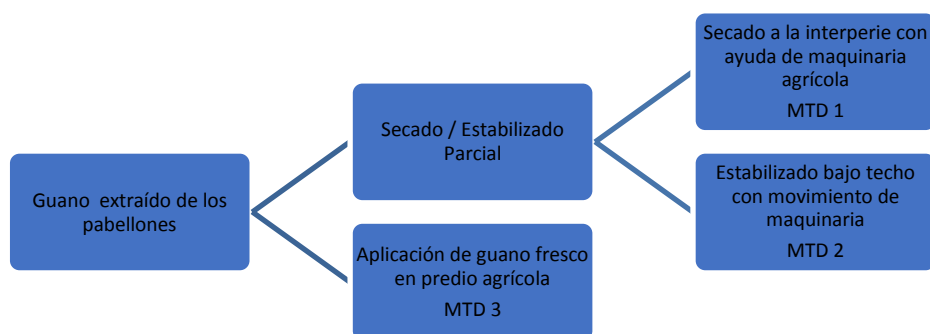 Guano extraído de los
pabellones
Secado / Estabilizado
Parcial
Aplicación de guano fresco
en predio agrícola
MTD 3
Secado a la interperie con
ayuda de maquinaria
agrícola
MTD 1
Estabilizado bajo techo
con movimiento de
maquinaria
MTD 2